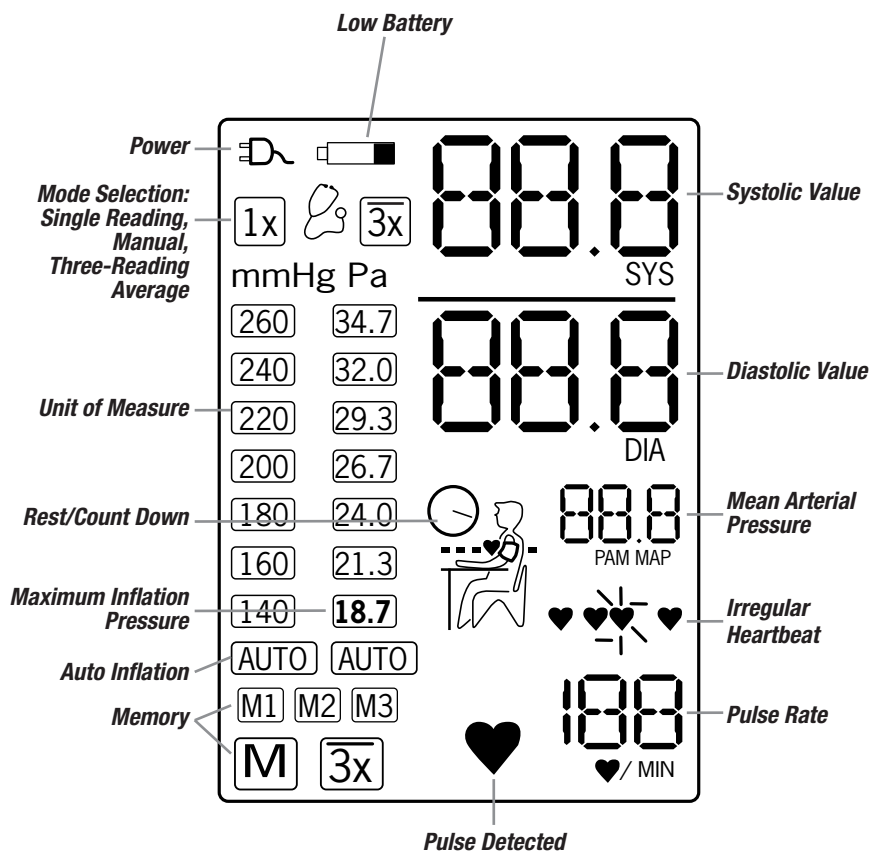 Low Battery
Power
Mode Selection:
Single Reading,
Manual,
Three-Reading
Average
1x 3x
88.8
SYS
Systolic Value
mmHg Pa
260 34.7
240 32.0
220 29.3
200 26.7
180 24.0
160 21.3
140 18.7
AUTO AUTO
M1 M2 M3
M 3x
Unit of Measure
Rest/Count Down
Maximum Inflation
Pressure
Auto Inflation
Memory
88.8
DIA
Diastolic Value
88.8
PAM MAP
Mean Arterial
Pressure
Irregular
Heartbeat
188
/ MIN
Pulse Rate
Pulse Detected